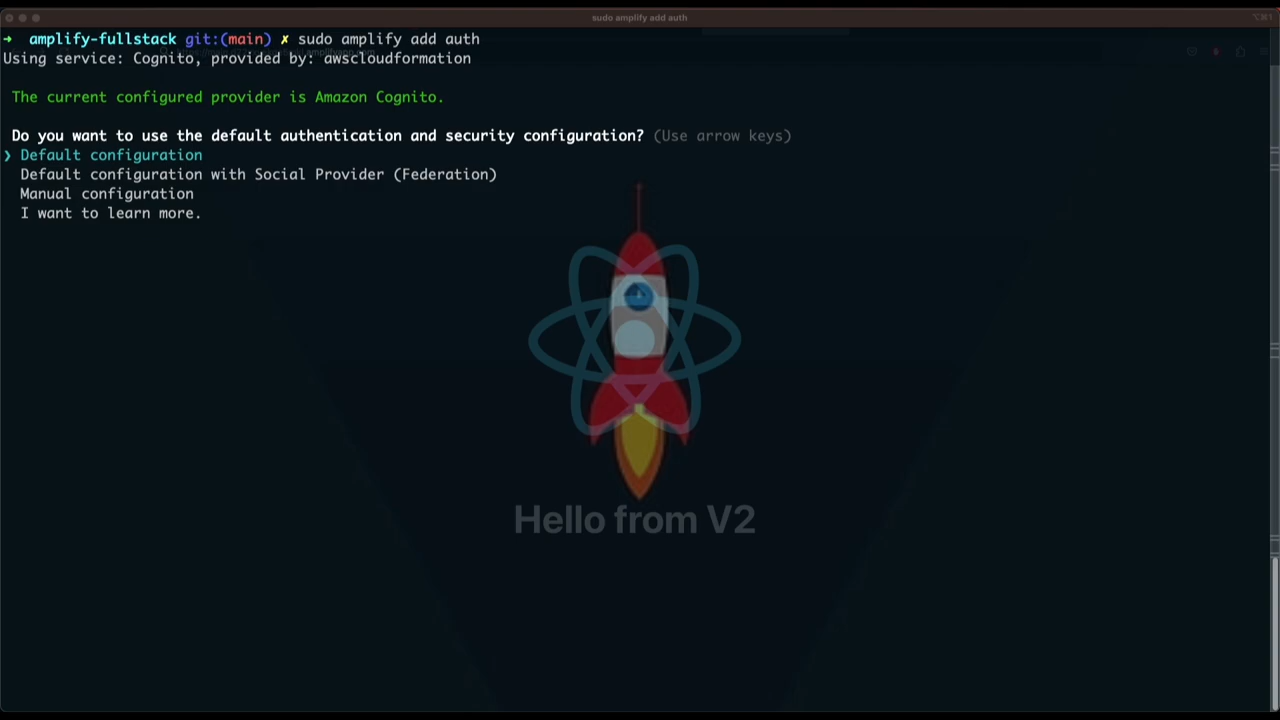 sudo amplify add auth
⌥⌘1
➜ amplify-fullstack git:(main) ✗ sudo amplify add auth
Using service: Cognito, provided by: awscloudformation
The current configured provider is Amazon Cognito.
Do you want to use the default authentication and security configuration? (Use arrow keys)
❯ Default configuration
Default configuration with Social Provider (Federation)
Manual configuration
I want to learn more.
Hello from V2